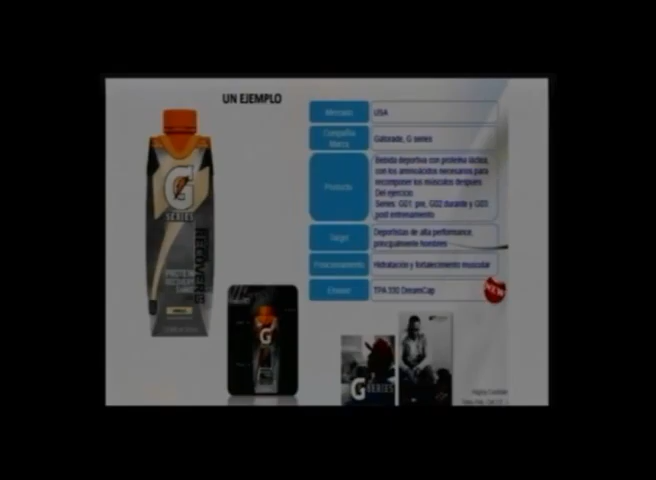 UN EJEMPLO
Mercado
USA
Compañía
Marca
Gatorade, G series
Producto
Bebida deportiva con proteína láctea,
con los aminoácidos necesarios para
recomponer los músculos después
Del ejercicio
Series: G01: pre, G02 durante y G03
post entrenamiento
Target
Deportistas de alta performance,
principalmente hombres
Posicionamiento
Hidratación y fortalecimiento muscular
Envase
TPA 330 DreamCap
NEW
G
SERIES
RECOVER
PROTEIN
RECOVERY
SHAKE
G
G SERIES